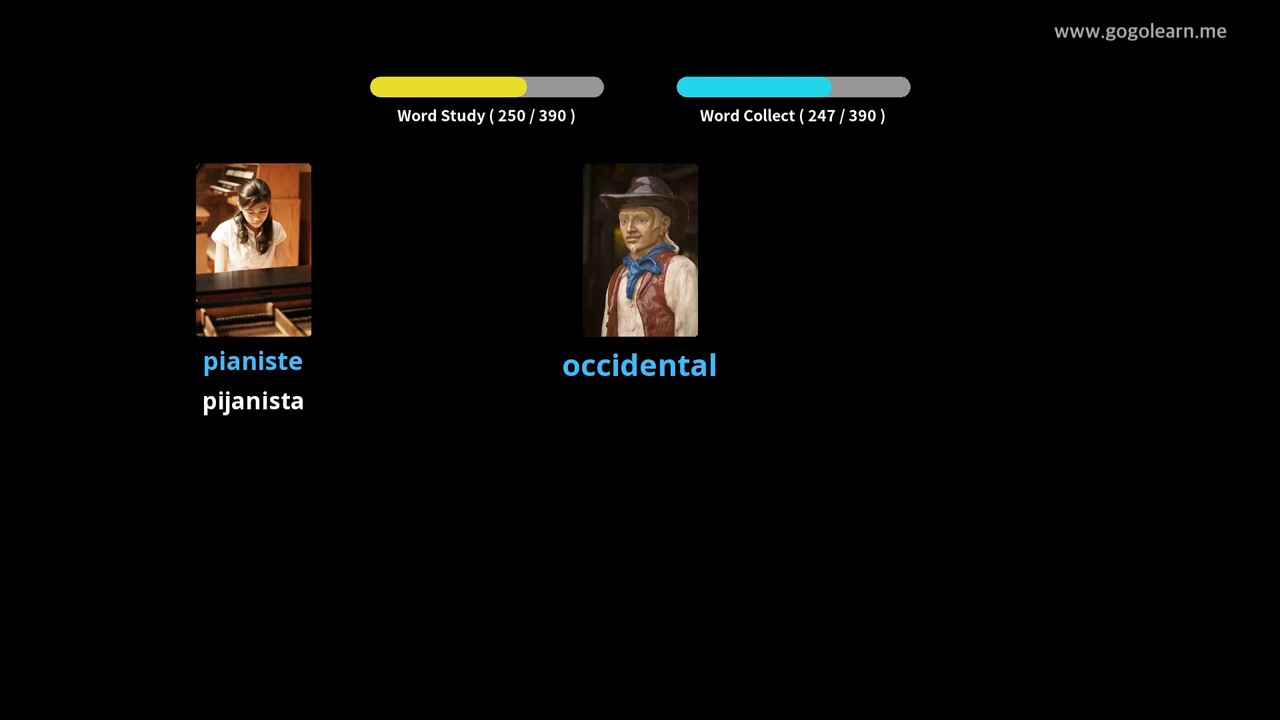 www.gogolearn.me
Word Study ( 250 / 390 )
Word Collect ( 247 / 390 )
pianiste
pijanista
occidental